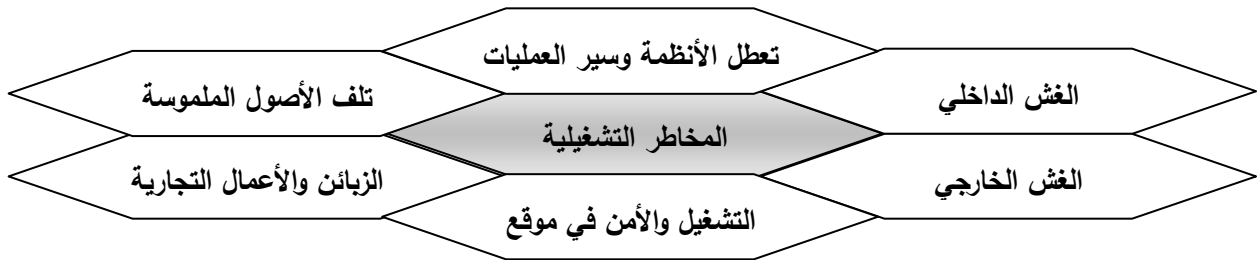 تعطل الأنظمة وسير العمليات
الغش الداخلي
تلف الأصول الملموسة
المخاطر التشغيلية
الغش الخارجي
الزبائن والأعمال التجارية
التشغيل والأمن في موقع